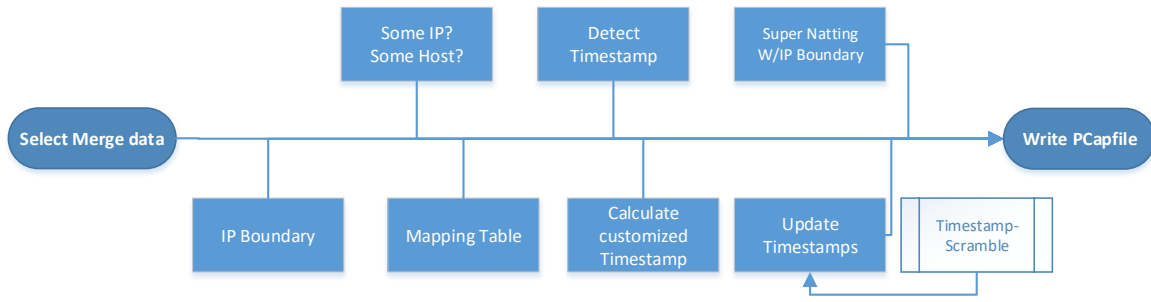 Some IP?
Some Host?
Detect
Timestamp
Super Natting
W/IP Boundary
Select Merge data
Write PCapfile
IP Boundary
Mapping Table
Calculate
customized
Timestamp
Update
Timestamps
Timestamp-
Scramble